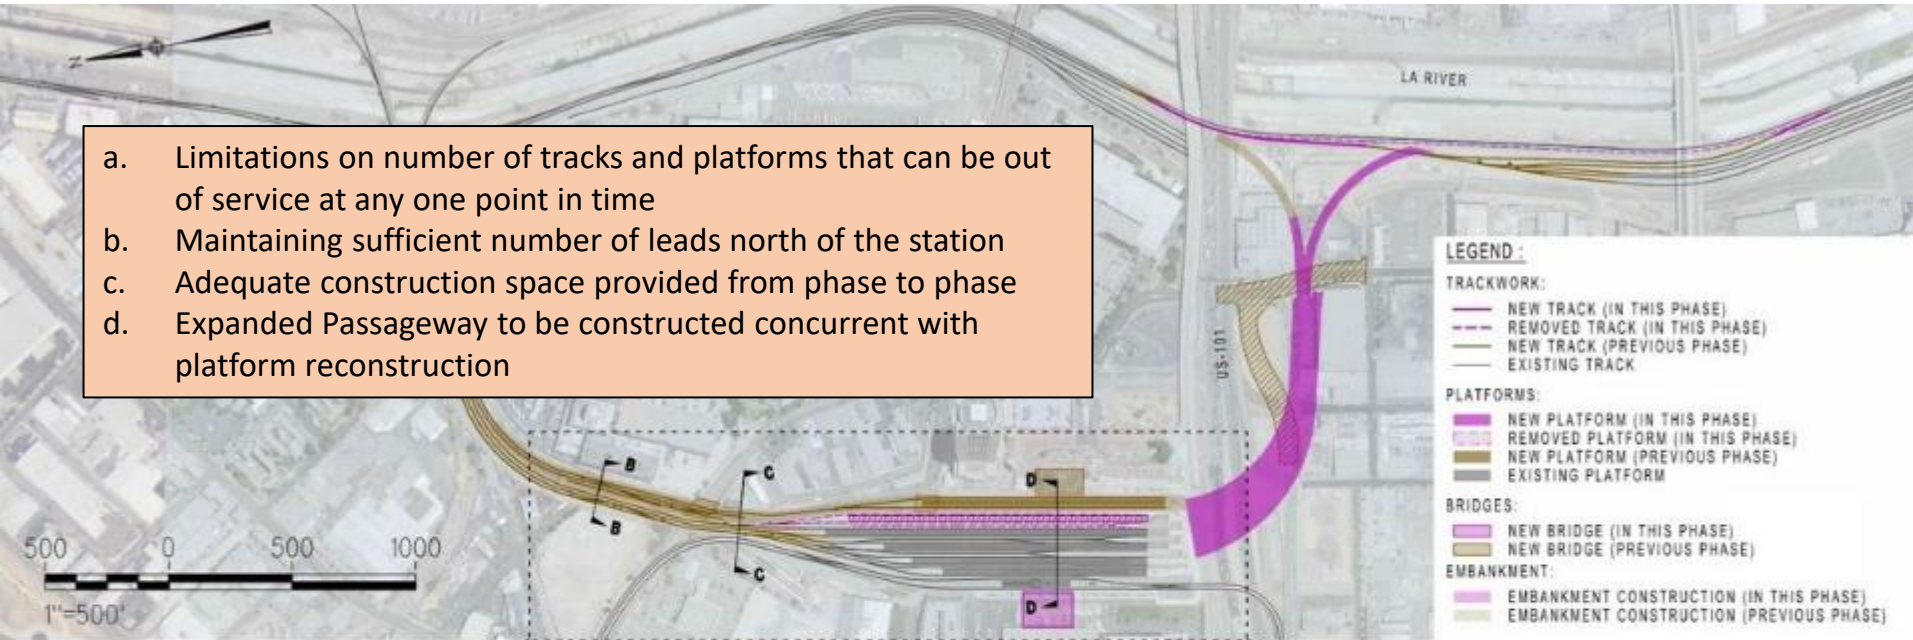 N
LA RIVER
a. Limitations on number of tracks and platforms that can be out
of service at any one point in time
b. Maintaining sufficient number of leads north of the station
c. Adequate construction space provided from phase to phase
d. Expanded Passageway to be constructed concurrent with
platform reconstruction
US-101
LEGEND :
TRACKWORK:
NEW TRACK (IN THIS PHASE)
REMOVED TRACK (IN THIS PHASE)
NEW TRACK (PREVIOUS PHASE)
EXISTING TRACK
PLATFORMS:
NEW PLATFORM (IN THIS PHASE)
REMOVED PLATFORM (IN THIS PHASE)
NEW PLATFORM (PREVIOUS PHASE)
EXISTING PLATFORM
BRIDGES:
NEW BRIDGE (IN THIS PHASE)
NEW BRIDGE (PREVIOUS PHASE)
EMBANKMENT:
EMBANKMENT CONSTRUCTION (IN THIS PHASE)
EMBANKMENT CONSTRUCTION (PREVIOUS PHASE)
B
B
C
C
D
D
500 0 500 1000
1"=500'